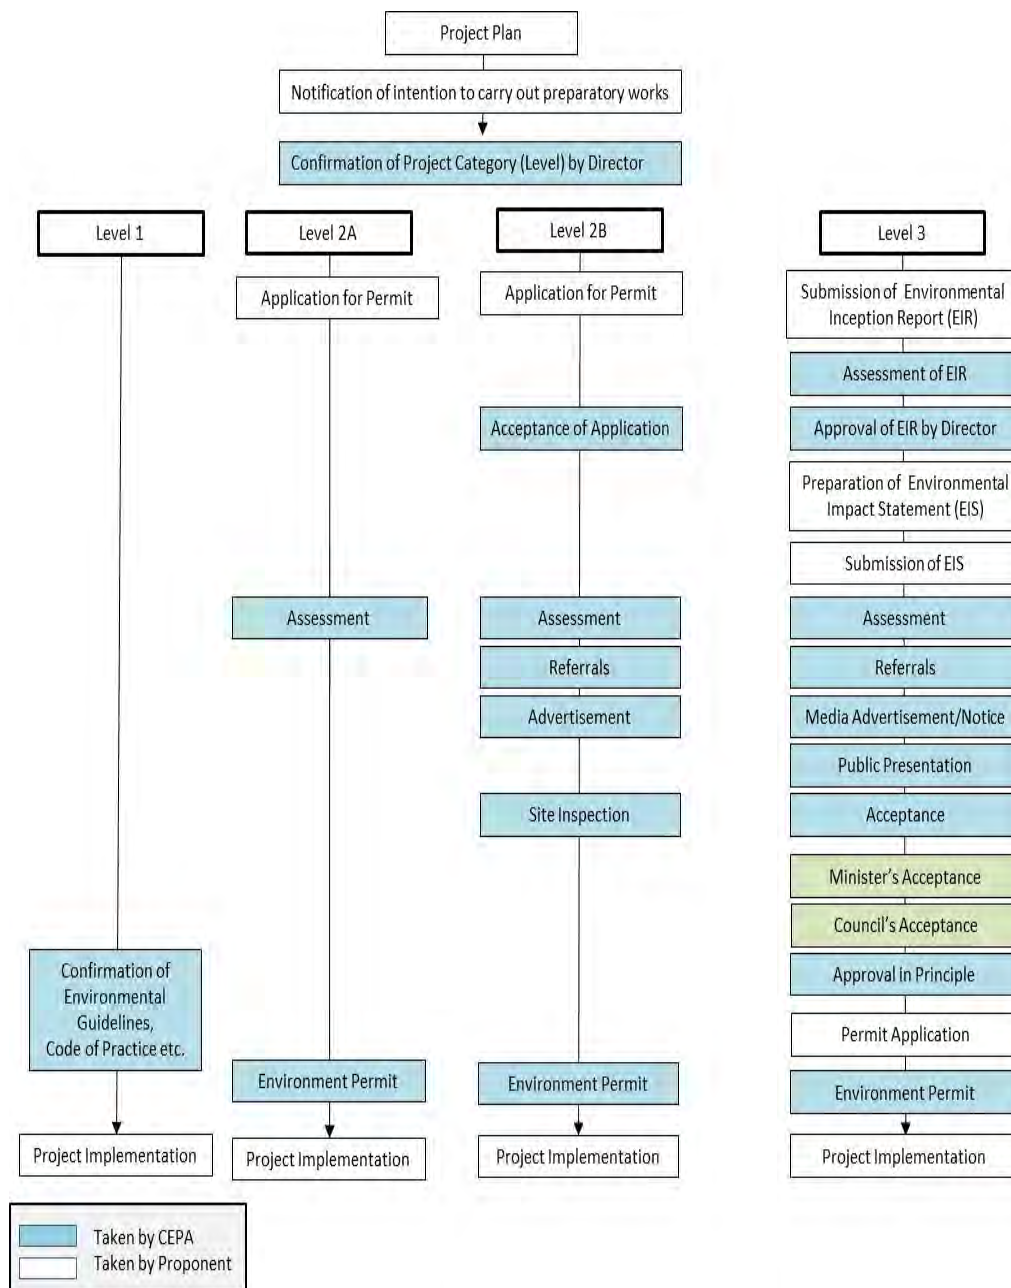 Project Plan
Notification of intention to carry out preparatory works
Confirmation of Project Category (Level) by Director
Level 1
Confirmation of
Environmental
Guidelines,
Code of Practice etc.
Project Implementation
Level 2A
Application for Permit
Assessment
Environment Permit
Project Implementation
Level 2B
Application for Permit
Acceptance of Application
Assessment
Referrals
Advertisement
Site Inspection
Environment Permit
Project Implementation
Level 3
Submission of Environmental
Inception Report (EIR)
Assessment of EIR
Approval of EIR by Director
Preparation of Environmental
Impact Statement (EIS)
Submission of EIS
Assessment
Referrals
Media Advertisement/Notice
Public Presentation
Acceptance
Minister's Acceptance
Council's Acceptance
Approval in Principle
Permit Application
Environment Permit
Project Implementation
Taken by CEPA
Taken by Proponent